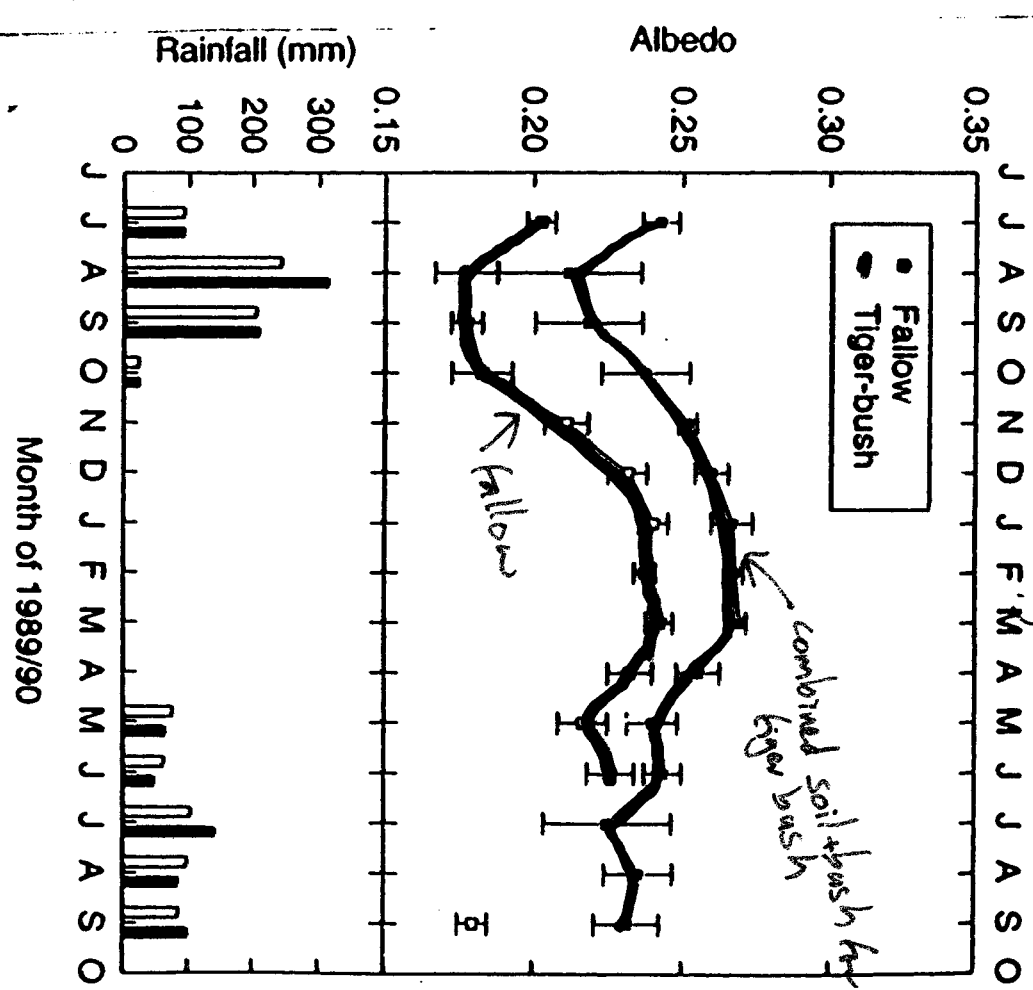 J J A S O N D J F M A M J J A S O
0.35
0.30
0.25
0.20
0.15
Albedo
Fallow
Tiger-bush
combined soil + bush for
tiger bush
fallow
300
200
100
0
Rainfall (mm)
J J A S O N D J F M A M J J A S O
Month of 1989/90